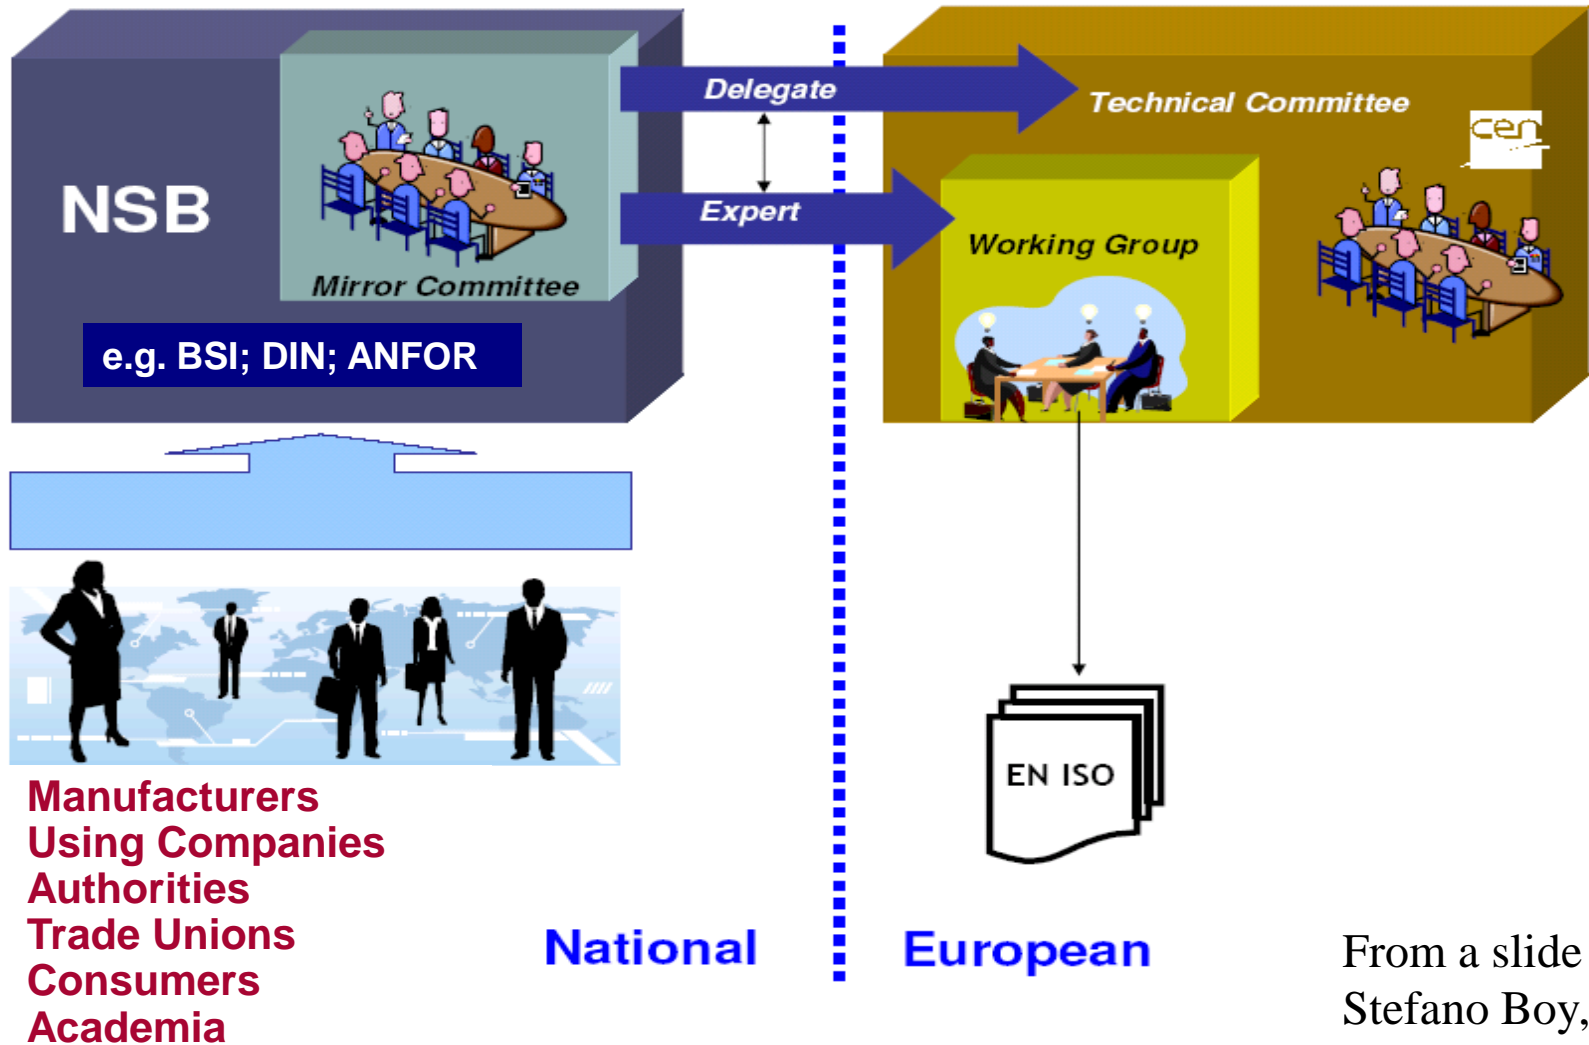 Delegate
Technical Committee
cen
NSB
Expert
Working Group
Mirror Committee
e.g. BSI; DIN; ANFOR
EN ISO
Manufacturers
Using Companies
Authorities
Trade Unions
Consumers
Academia
National
European
From a slide
Stefano Boy,